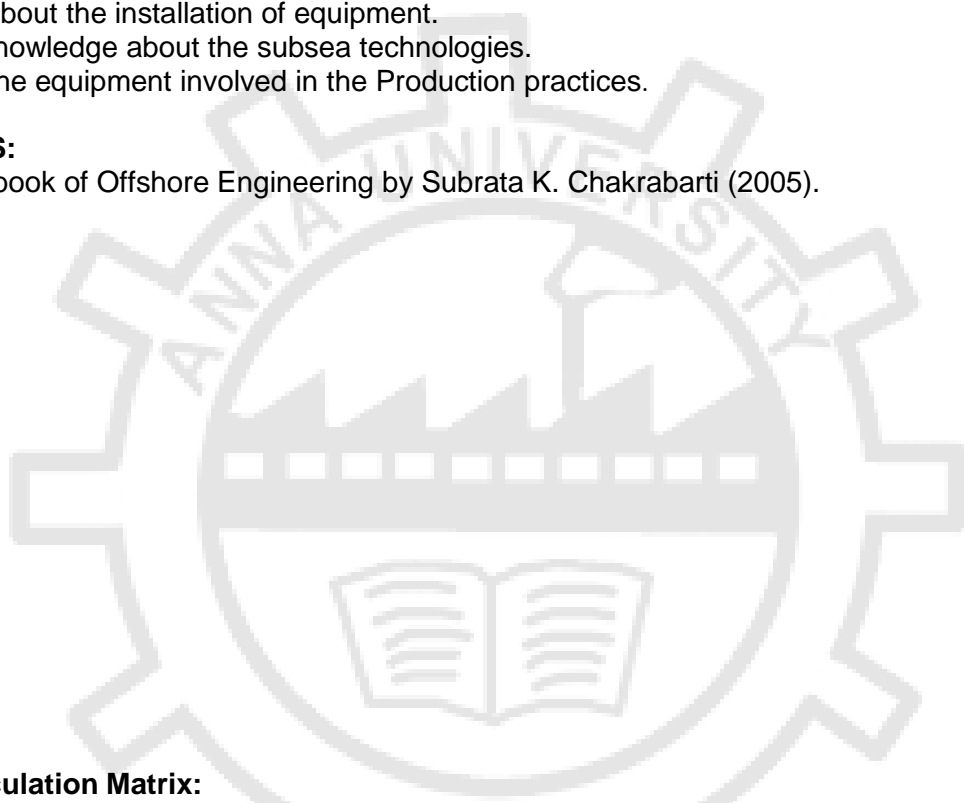 bout the installation of equipment.
nowledge about the subsea technologies.
he equipment involved in the Production practices.
S:
book of Offshore Engineering by Subrata K. Chakrabarti (2005).
ANNA UNIVERSITY
culation Matrix: